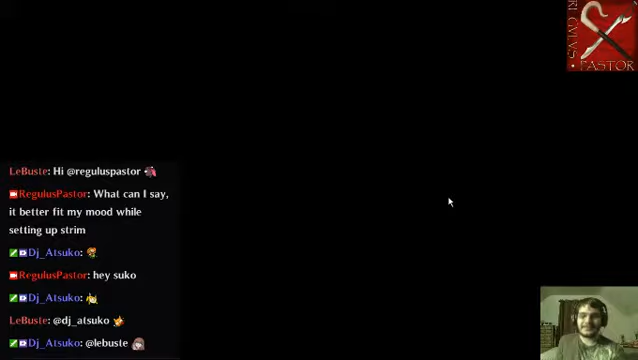 REGVLVS
• PASTOR
LeBuste: Hi @reguluspastor
RegulusPastor: What can I say,
it better fit my mood while
setting up strim
Dj_Atsuko:
RegulusPastor: hey suko
Dj_Atsuko:
LeBuste: @dj_atsuko
Dj_Atsuko: @lebuste